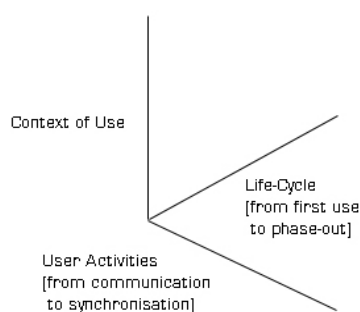 Context of Use
Life-Cycle
[from first use
to phase-out]
User Activities
[from communication
to synchronisation]